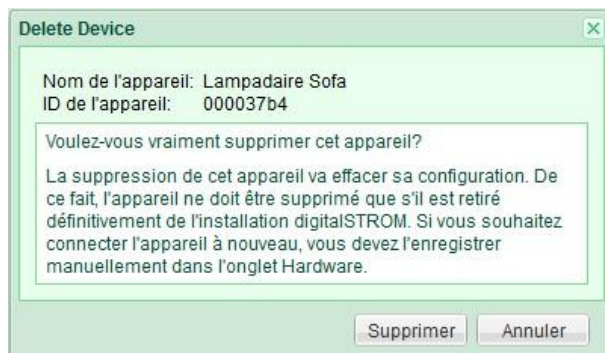 Delete Device
Nom de l'appareil: Lampadaire Sofa
ID de l'appareil: 000037b4
Voulez-vous vraiment supprimer cet appareil?
La suppression de cet appareil va effacer sa configuration. De
ce fait, l'appareil ne doit être supprimé que s'il est retiré
définitivement de l'installation digitalSTROM. Si vous souhaitez
connecter l'appareil à nouveau, vous devez l'enregistrer
manuellement dans l'onglet Hardware.
Supprimer Annuler